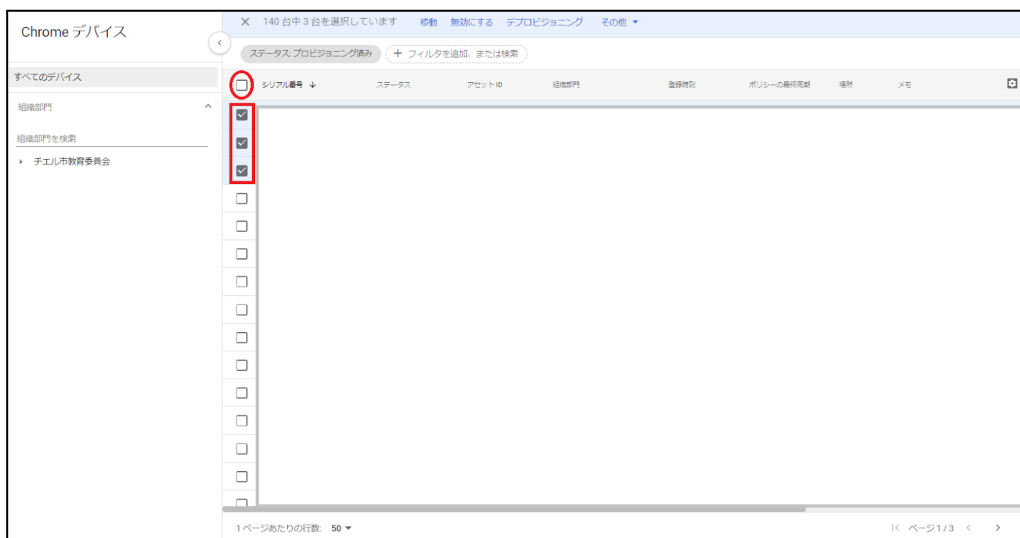 Chrome デバイス
すべてのデバイス
組織部門
組織部門を検索
チエル市教育委員会
140 台中 3 台を選択しています 移動 無効にする デプロビジョニング その他
ステータス: プロビジョニング済み + フィルタを追加、または検索
シリアル番号 ステータス アセット ID 組織部門 登録時刻 ポリシーの最終同期 場所 メモ
1 ページあたりの行数: 50 ページ 1 / 3